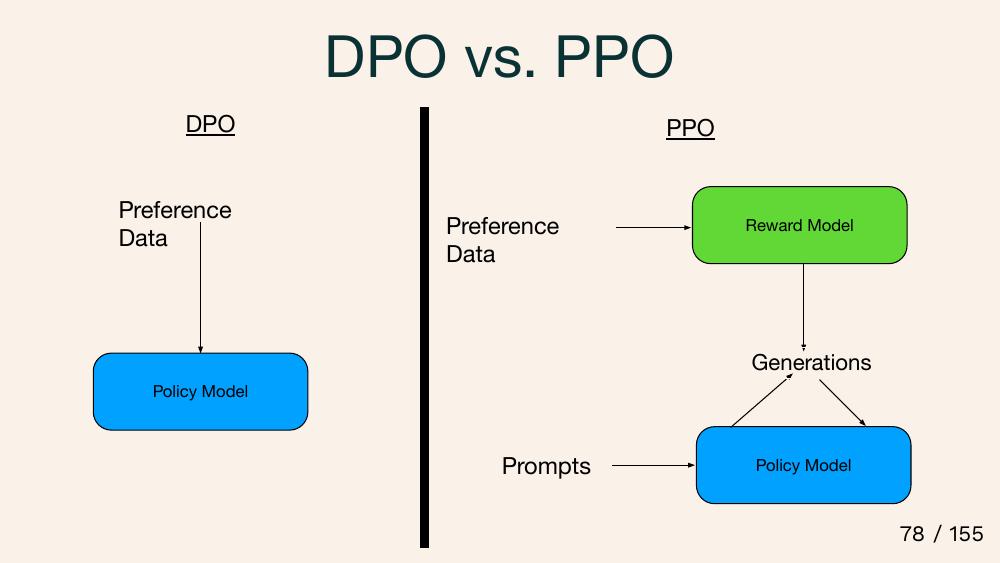 DPO vs. PPO
DPO
Preference
Data
Policy Model
PPO
Preference
Data
Reward Model
Generations
Prompts
Policy Model
78 / 155